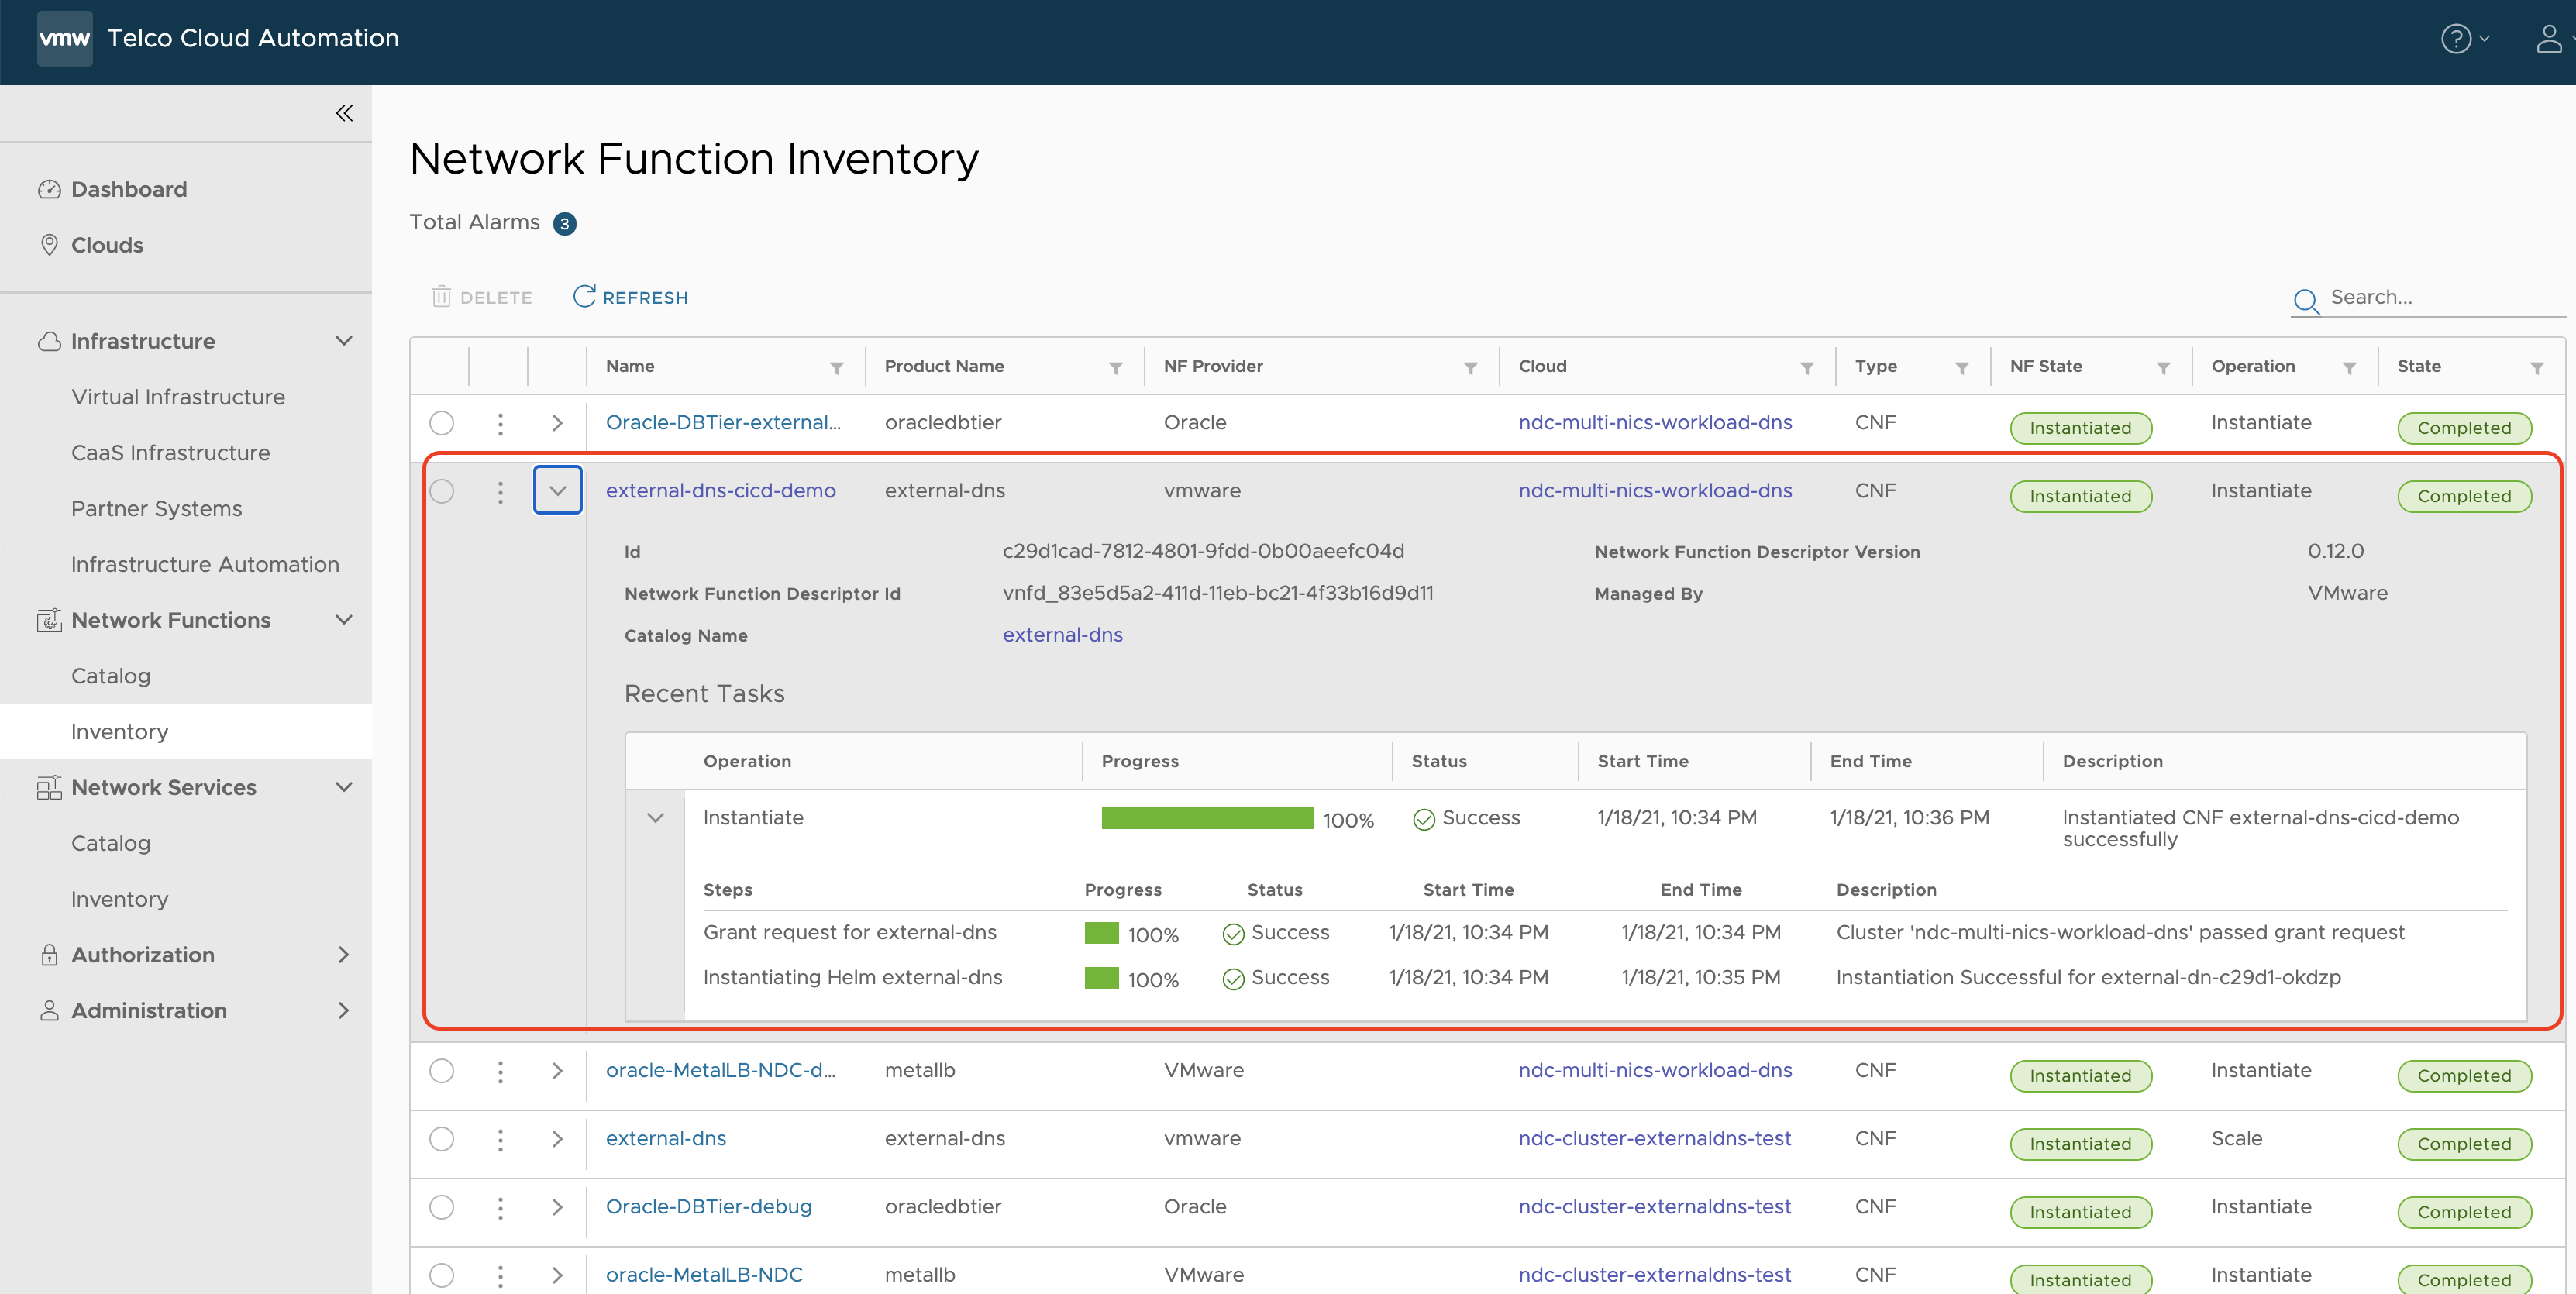 vmw Telco Cloud Automation
Dashboard
Clouds
Infrastructure
Virtual Infrastructure
CaaS Infrastructure
Partner Systems
Infrastructure Automation
Network Functions
Catalog
Inventory
Network Services
Catalog
Inventory
Authorization
Administration
Network Function Inventory
Total Alarms 3
DELETE REFRESH Search...
Name Product Name NF Provider Cloud Type NF State Operation State
Oracle-DBTier-external... oracledbtier Oracle ndc-multi-nics-workload-dns CNF Instantiated Instantiate Completed
external-dns-cicd-demo external-dns vmware ndc-multi-nics-workload-dns CNF Instantiated Instantiate Completed
Id c29d1cad-7812-4801-9fdd-0b00aeefc04d Network Function Descriptor Version 0.12.0
Network Function Descriptor Id vnfd_83e5d5a2-411d-11eb-bc21-4f33b16d9d11 Managed By VMware
Catalog Name external-dns
Recent Tasks
Operation Progress Status Start Time End Time Description
Instantiate 100% Success 1/18/21, 10:34 PM 1/18/21, 10:36 PM Instantiated CNF external-dns-cicd-demo
successfully
Steps Progress Status Start Time End Time Description
Grant request for external-dns 100% Success 1/18/21, 10:34 PM 1/18/21, 10:34 PM Cluster 'ndc-multi-nics-workload-dns' passed grant request
Instantiating Helm external-dns 100% Success 1/18/21, 10:34 PM 1/18/21, 10:35 PM Instantiation Successful for external-dn-c29d1-okdzp
oracle-MetalLB-NDC-d... metallb VMware ndc-multi-nics-workload-dns CNF Instantiated Instantiate Completed
external-dns external-dns vmware ndc-cluster-externaldns-test CNF Instantiated Scale Completed
Oracle-DBTier-debug oracledbtier Oracle ndc-cluster-externaldns-test CNF Instantiated Instantiate Completed
oracle-MetalLB-NDC metallb VMware ndc-cluster-externaldns-test CNF Instantiated Instantiate Completed